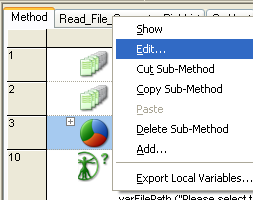 Method
Read_File_
Show
1
Edit...
Cut Sub-Method
2
Copy Sub-Method
Paste
3
Delete Sub-Method
Add...
10
?
Export Local Variables...
varFilePath ("Please select t